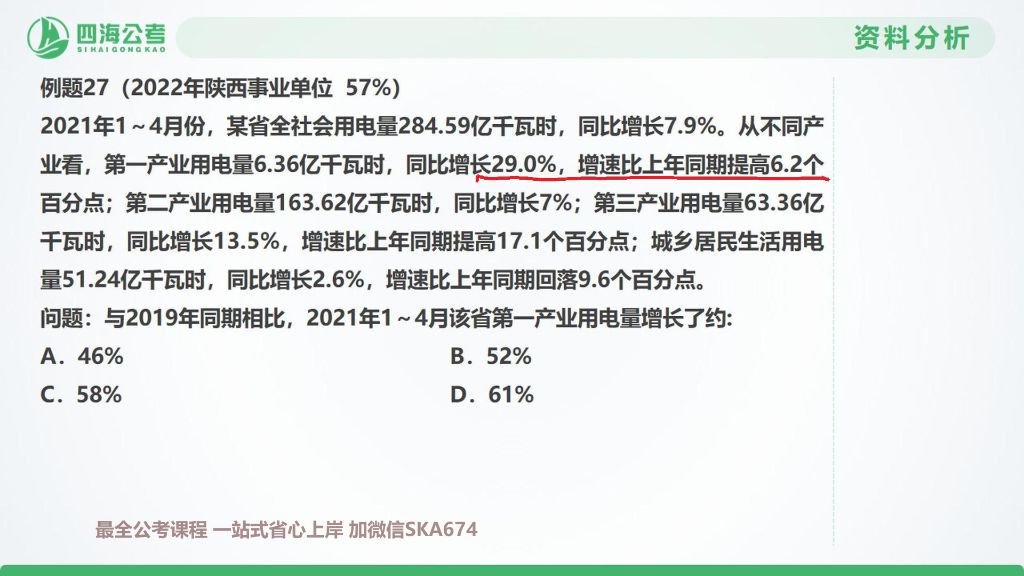 四海公考
SIHAIGONGKAO
资料分析
例题27（2022年陕西事业单位 57%）
2021年1～4月份，某省全社会用电量284.59亿千瓦时，同比增长7.9%。从不同产
业看，第一产业用电量6.36亿千瓦时，同比增长29.0%，增速比上年同期提高6.2个
百分点；第二产业用电量163.62亿千瓦时，同比增长7%；第三产业用电量63.36亿
千瓦时，同比增长13.5%，增速比上年同期提高17.1个百分点；城乡居民生活用电
量51.24亿千瓦时，同比增长2.6%，增速比上年同期回落9.6个百分点。
问题：与2019年同期相比，2021年1～4月该省第一产业用电量增长了约:
A．46% B．52%
C．58% D．61%
最全公考课程 一站式省心上岸 加微信SKA674